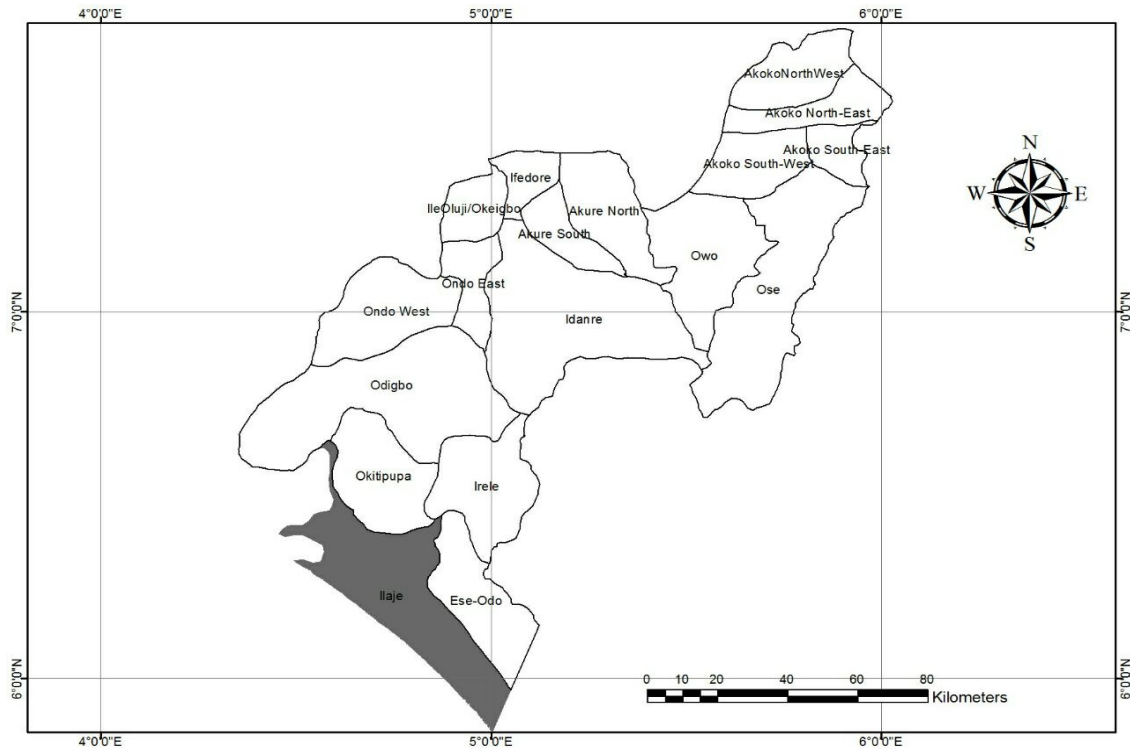 4°0'0"E 5°0'0"E 6°0'0"E
AkokoNorthWest
Akoko North-East
Akoko South-East
Akoko South-West
Ifedore
N
W E
S
IleOluji/Okeigbo
Akure North
Akure South
Owo
Ondo East
Ose
7°0'0"N
Ondo West
Idanre
7°0'0"N
Odigbo
Okitipupa
Irele
Ilaje
Ese-Odo
6°0'0"N
0 10 20 40 60 80
Kilometers
6°0'0"N
4°0'0"E 5°0'0"E 6°0'0"E